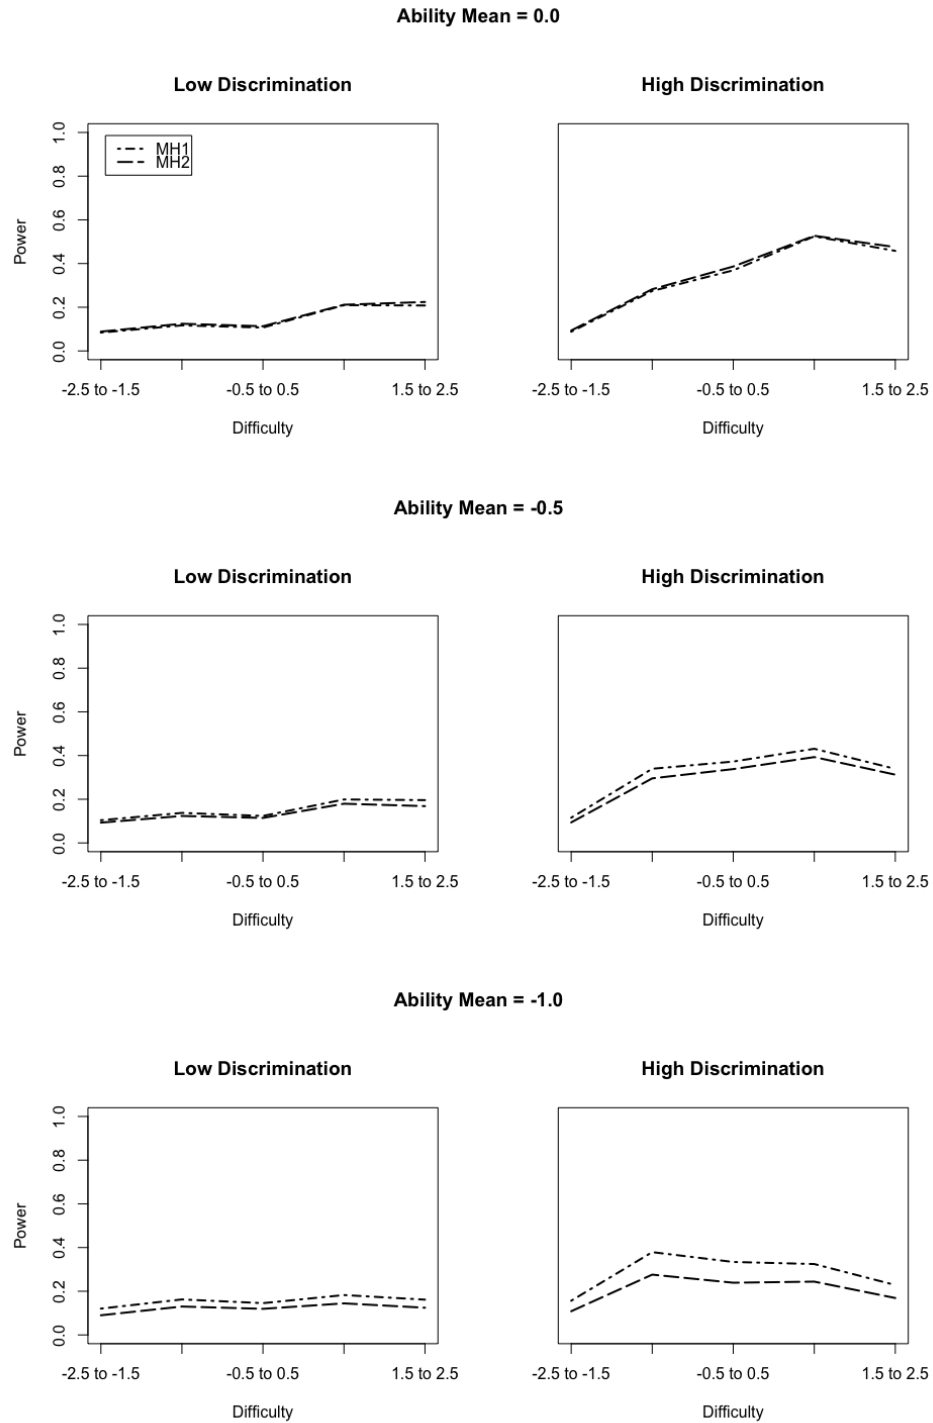 Ability Mean = 0.0
Low Discrimination
High Discrimination
MH1
MH2
Power
0.0 0.2 0.4 0.6 0.8 1.0
-2.5 to -1.5 -0.5 to 0.5 1.5 to 2.5
Difficulty
-2.5 to -1.5 -0.5 to 0.5 1.5 to 2.5
Difficulty
Ability Mean = -0.5
Low Discrimination
High Discrimination
Power
0.0 0.2 0.4 0.6 0.8 1.0
-2.5 to -1.5 -0.5 to 0.5 1.5 to 2.5
Difficulty
-2.5 to -1.5 -0.5 to 0.5 1.5 to 2.5
Difficulty
Ability Mean = -1.0
Low Discrimination
High Discrimination
Power
0.0 0.2 0.4 0.6 0.8 1.0
-2.5 to -1.5 -0.5 to 0.5 1.5 to 2.5
Difficulty
-2.5 to -1.5 -0.5 to 0.5 1.5 to 2.5
Difficulty